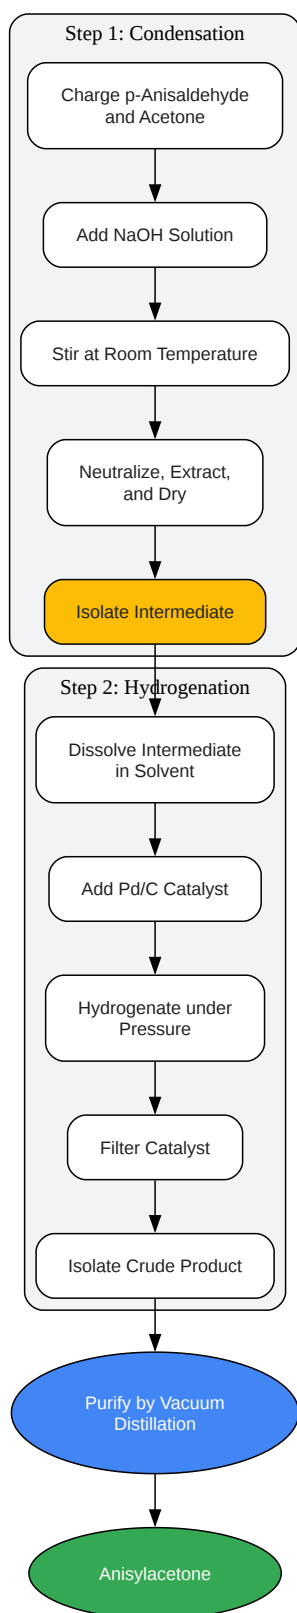 Step 1: Condensation
Charge p-Anisaldehyde
and Acetone
Add NaOH Solution
Stir at Room Temperature
Neutralize, Extract,
and Dry
Isolate Intermediate
Step 2: Hydrogenation
Dissolve Intermediate
in Solvent
Add Pd/C Catalyst
Hydrogenate under
Pressure
Filter Catalyst
Isolate Crude Product
Purify by Vacuum
Distillation
Anisylacetone